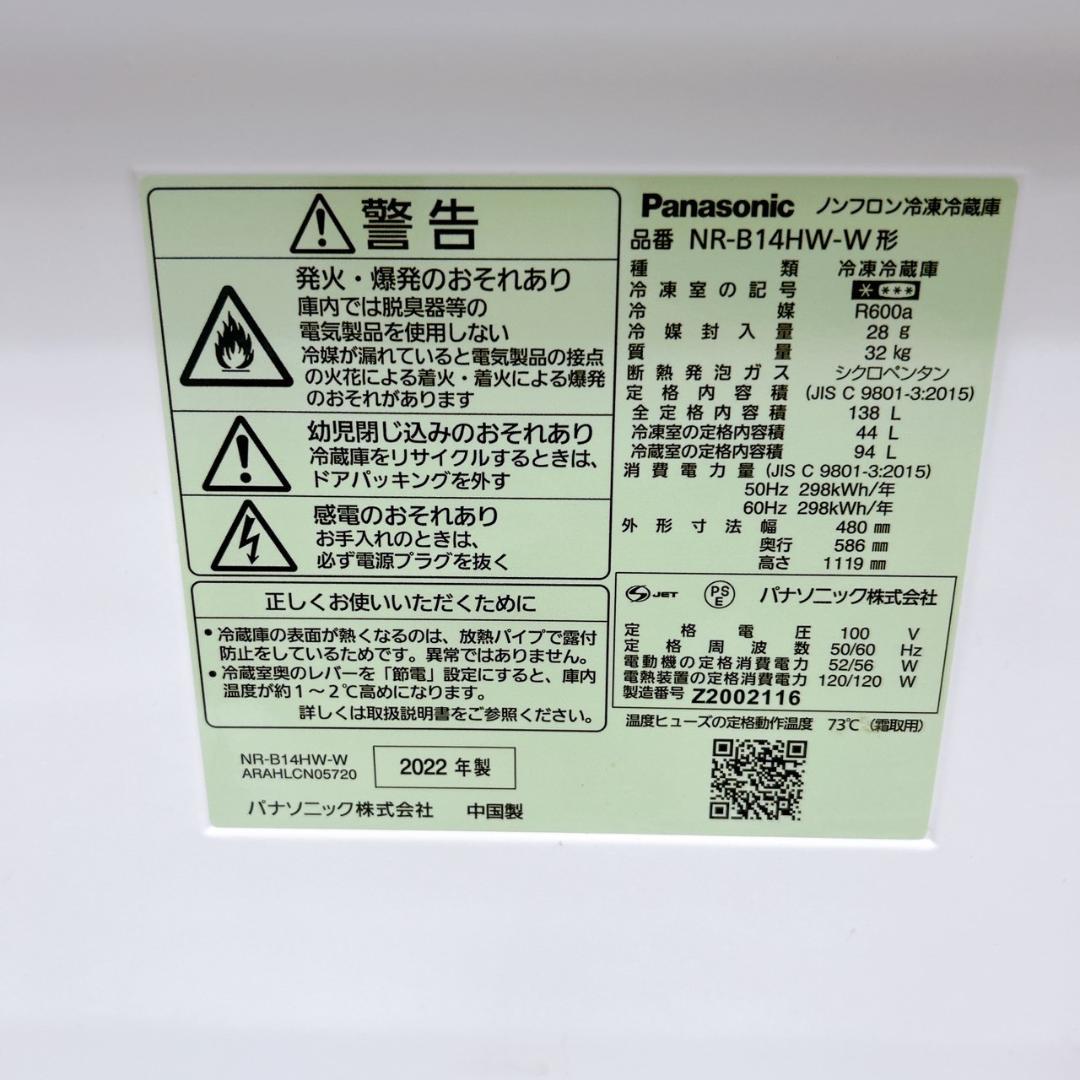 警告
発火・爆発のおそれあり
庫内では脱臭器等の
電気製品を使用しない
冷媒が漏れていると電気製品の接点
の火花による着火・着火による爆発
のおそれがあります
幼児閉じ込みのおそれあり
冷蔵庫をリサイクルするときは、
ドアパッキングを外す
感電のおそれあり
お手入れのときは、
必ず電源プラグを抜く
正しくお使いいただくために
・冷蔵庫の表面が熱くなるのは、放熱パイプで露付
防止をしているためです。異常ではありません。
・冷蔵室奥のレバーを「節電」設定にすると、庫内
温度が約1～2℃高めになります。
詳しくは取扱説明書をご参照ください。
NR-B14HW-W
ARAHLCN05720
2022 年製
パナソニック株式会社 中国製
Panasonic ノンフロン冷凍冷蔵庫
品番 NR-B14HW-W形
種類 冷凍冷蔵庫
冷凍室の記号 * ***
冷媒 R600a
冷媒封入量 28 g
質量 32 kg
断熱発泡ガス シクロペンタン
定格内容積 (JIS C 9801-3:2015)
全定格内容積 138 L
冷凍室の定格内容積 44 L
冷蔵室の定格内容積 94 L
消費電力量 (JIS C 9801-3:2015)
50Hz 298kWh/年
60Hz 298kWh/年
外形寸法 幅 480 mm
奥行 586 mm
高さ 1119 mm
S JET PS E パナソニック株式会社
定格電圧 100 V
定格周波数 50/60 Hz
電動機の定格消費電力 52/56 W
電熱装置の定格消費電力 120/120 W
製造番号 Z2002116
温度ヒューズの定格動作温度 73℃ (霜取用)